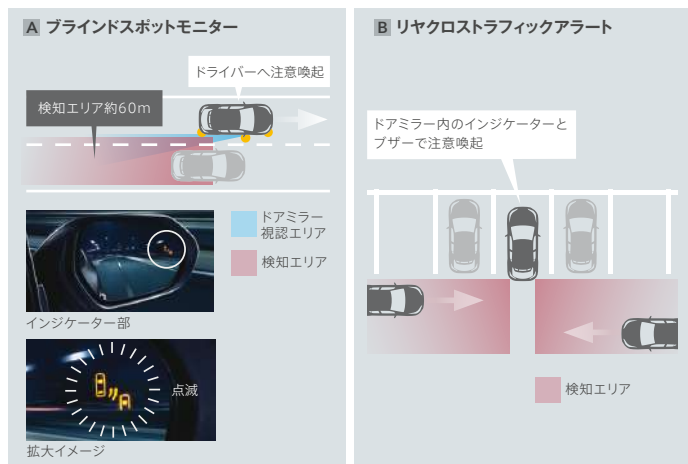 A ブラインドスポットモニター
ドライバーへ注意喚起
検知エリア約60m
ドアミラー
視認エリア
検知エリア
インジケーター部
点滅
拡大イメージ
B リヤクロストラフィックアラート
ドアミラー内のインジケーターと
ブザーで注意喚起
検知エリア